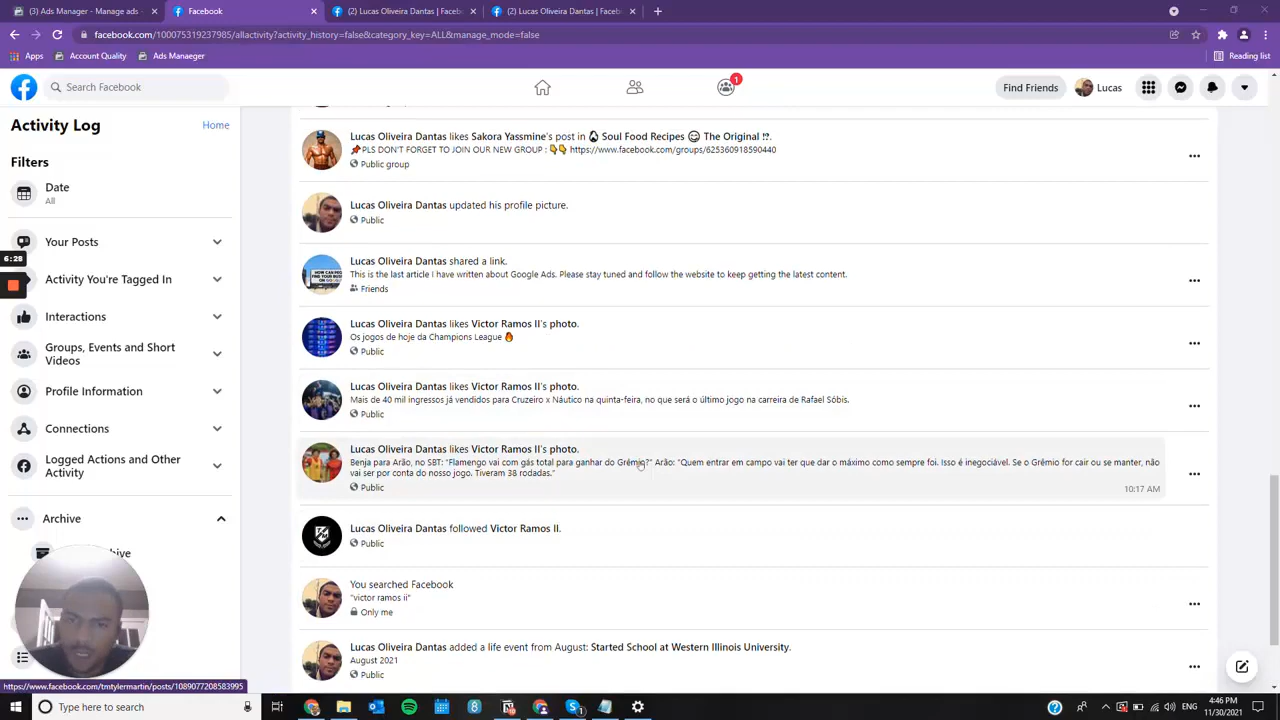 (3) Ads Manager - Manage ads
Facebook
(2) Lucas Oliveira Dantas | Faceb
(2) Lucas Oliveira Dantas | Faceb
facebook.com/100075319237985/allactivity?activity_history=false&category_key=ALL&manage_mode=false
Apps
Account Quality
Ads Manaeger
Reading list
Search Facebook
1
Find Friends
Lucas
Activity Log
Home
Filters
Date
All
Your Posts
6:28
Activity You're Tagged In
Interactions
Groups, Events and Short
Videos
Profile Information
Connections
Logged Actions and Other
Activity
Archive
Lucas Oliveira Dantas likes Sakora Yassmine's post in Soul Food Recipes The Original !?.
PLS DON'T FORGET TO JOIN OUR NEW GROUP : https://www.facebook.com/groups/625360918590440
Public group
Lucas Oliveira Dantas updated his profile picture.
Public
Lucas Oliveira Dantas shared a link.
This is the last article I have written about Google Ads. Please stay tuned and follow the website to keep getting the latest content.
Friends
Lucas Oliveira Dantas likes Victor Ramos II's photo.
Os jogos de hoje da Champions League 🔥
Public
Lucas Oliveira Dantas likes Victor Ramos II's photo.
Mais de 40 mil ingressos já vendidos para Cruzeiro x Náutico na quinta-feira, no que será o último jogo na carreira de Rafael Sóbis.
Public
Lucas Oliveira Dantas likes Victor Ramos II's photo.
Benja para Arão, no SBT: "Flamengo vai com gás total para ganhar do Grêmio?" Arão: "Quem entrar em campo vai ter que dar o máximo como sempre foi. Isso é inegociável. Se o Grêmio for cair ou se manter, não
vai ser por conta do nosso jogo. Tiveram 38 rodadas."
Public
10:17 AM
Lucas Oliveira Dantas followed Victor Ramos II.
Public
You searched Facebook
"victor ramos ii"
Only me
Lucas Oliveira Dantas added a life event from August: Started School at Western Illinois University.
August 2021
Public
https://www.facebook.com/tmtylermartin/posts/1089077208583995
Type here to search
4:46 PM
11/30/2021